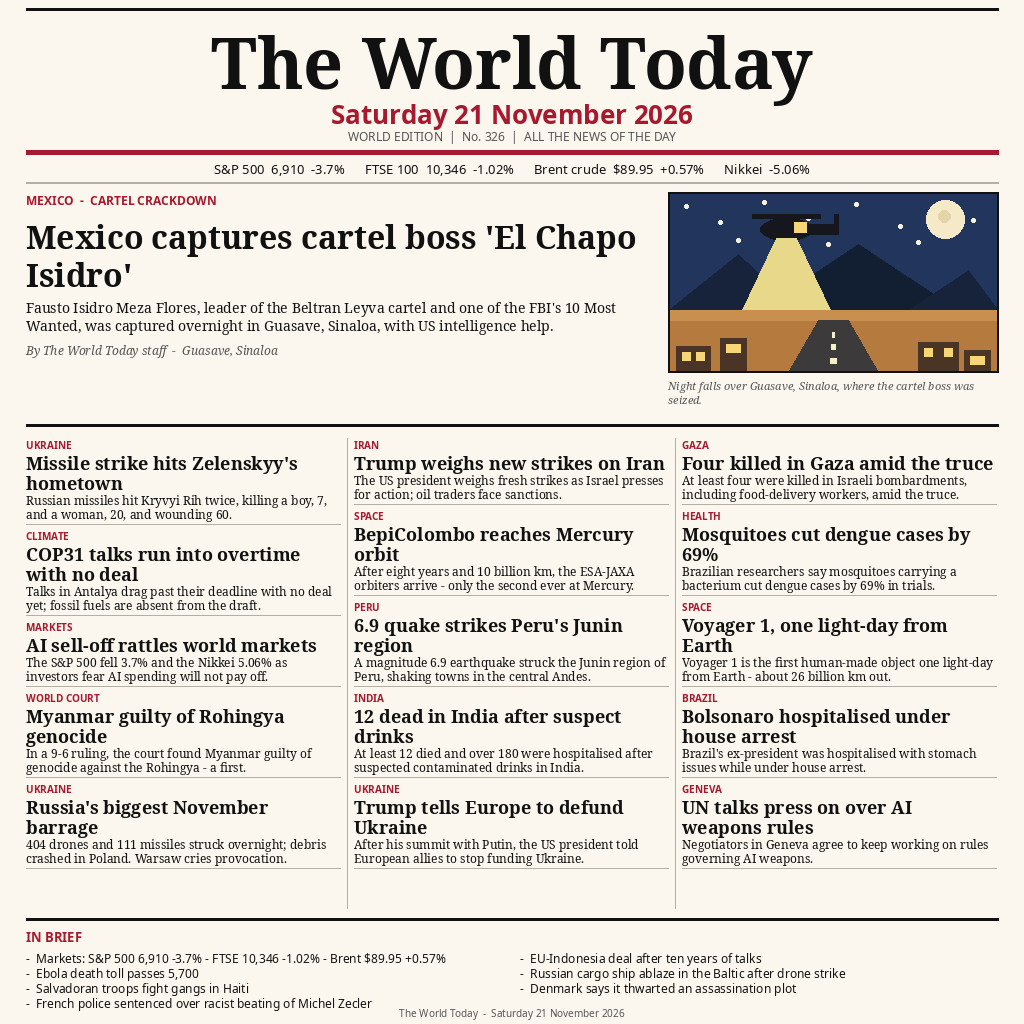 The World Today
Saturday 21 November 2026
WORLD EDITION | No. 326 | ALL THE NEWS OF THE DAY
S&P 500 6,910 -3.7% FTSE 100 10,346 -1.02% Brent crude $89.95 +0.57% Nikkei -5.06%
MEXICO - CARTEL CRACKDOWN
Mexico captures cartel boss 'El Chapo
Isidro'
Fausto Isidro Meza Flores, leader of the Beltran Leyva cartel and one of the FBI's 10 Most
Wanted, was captured overnight in Guasave, Sinaloa, with US intelligence help.
By The World Today staff - Guasave, Sinaloa
Night falls over Guasave, Sinaloa, where the cartel boss was
seized.
UKRAINE
Missile strike hits Zelenskyy's
hometown
Russian missiles hit Kryvyi Rih twice, killing a boy, 7,
and a woman, 20, and wounding 60.
CLIMATE
COP31 talks run into overtime
with no deal
Talks in Antalya drag past their deadline with no deal
yet; fossil fuels are absent from the draft.
MARKETS
AI sell-off rattles world markets
The S&P 500 fell 3.7% and the Nikkei 5.06% as
investors fear AI spending will not pay off.
WORLD COURT
Myanmar guilty of Rohingya
genocide
In a 9-6 ruling, the court found Myanmar guilty of
genocide against the Rohingya - a first.
UKRAINE
Russia's biggest November
barrage
404 drones and 111 missiles struck overnight; debris
crashed in Poland. Warsaw cries provocation.
IRAN
Trump weighs new strikes on Iran
The US president weighs fresh strikes as Israel presses
for action; oil traders face sanctions.
SPACE
BepiColombo reaches Mercury
orbit
After eight years and 10 billion km, the ESA-JAXA
orbiters arrive - only the second ever at Mercury.
PERU
6.9 quake strikes Peru's Junin
region
A magnitude 6.9 earthquake struck the Junin region of
Peru, shaking towns in the central Andes.
INDIA
12 dead in India after suspect
drinks
At least 12 died and over 180 were hospitalised after
suspected contaminated drinks in India.
UKRAINE
Trump tells Europe to defund
Ukraine
After his summit with Putin, the US president told
European allies to stop funding Ukraine.
GAZA
Four killed in Gaza amid the truce
At least four were killed in Israeli bombardments,
including food-delivery workers, amid the truce.
HEALTH
Mosquitoes cut dengue cases by
69%
Brazilian researchers say mosquitoes carrying a
bacterium cut dengue cases by 69% in trials.
SPACE
Voyager 1, one light-day from
Earth
Voyager 1 is the first human-made object one light-day
from Earth - about 26 billion km out.
BRAZIL
Bolsonaro hospitalised under
house arrest
Brazil's ex-president was hospitalised with stomach
issues while under house arrest.
GENEVA
UN talks press on over AI
weapons rules
Negotiators in Geneva agree to keep working on rules
governing AI weapons.
IN BRIEF
- Markets: S&P 500 6,910 -3.7% - FTSE 10,346 -1.02% - Brent $89.95 +0.57%
- Ebola death toll passes 5,700
- Salvadoran troops fight gangs in Haiti
- French police sentenced over racist beating of Michel Zecler
- EU-Indonesia deal after ten years of talks
- Russian cargo ship ablaze in the Baltic after drone strike
- Denmark says it thwarted an assassination plot
The World Today - Saturday 21 November 2026